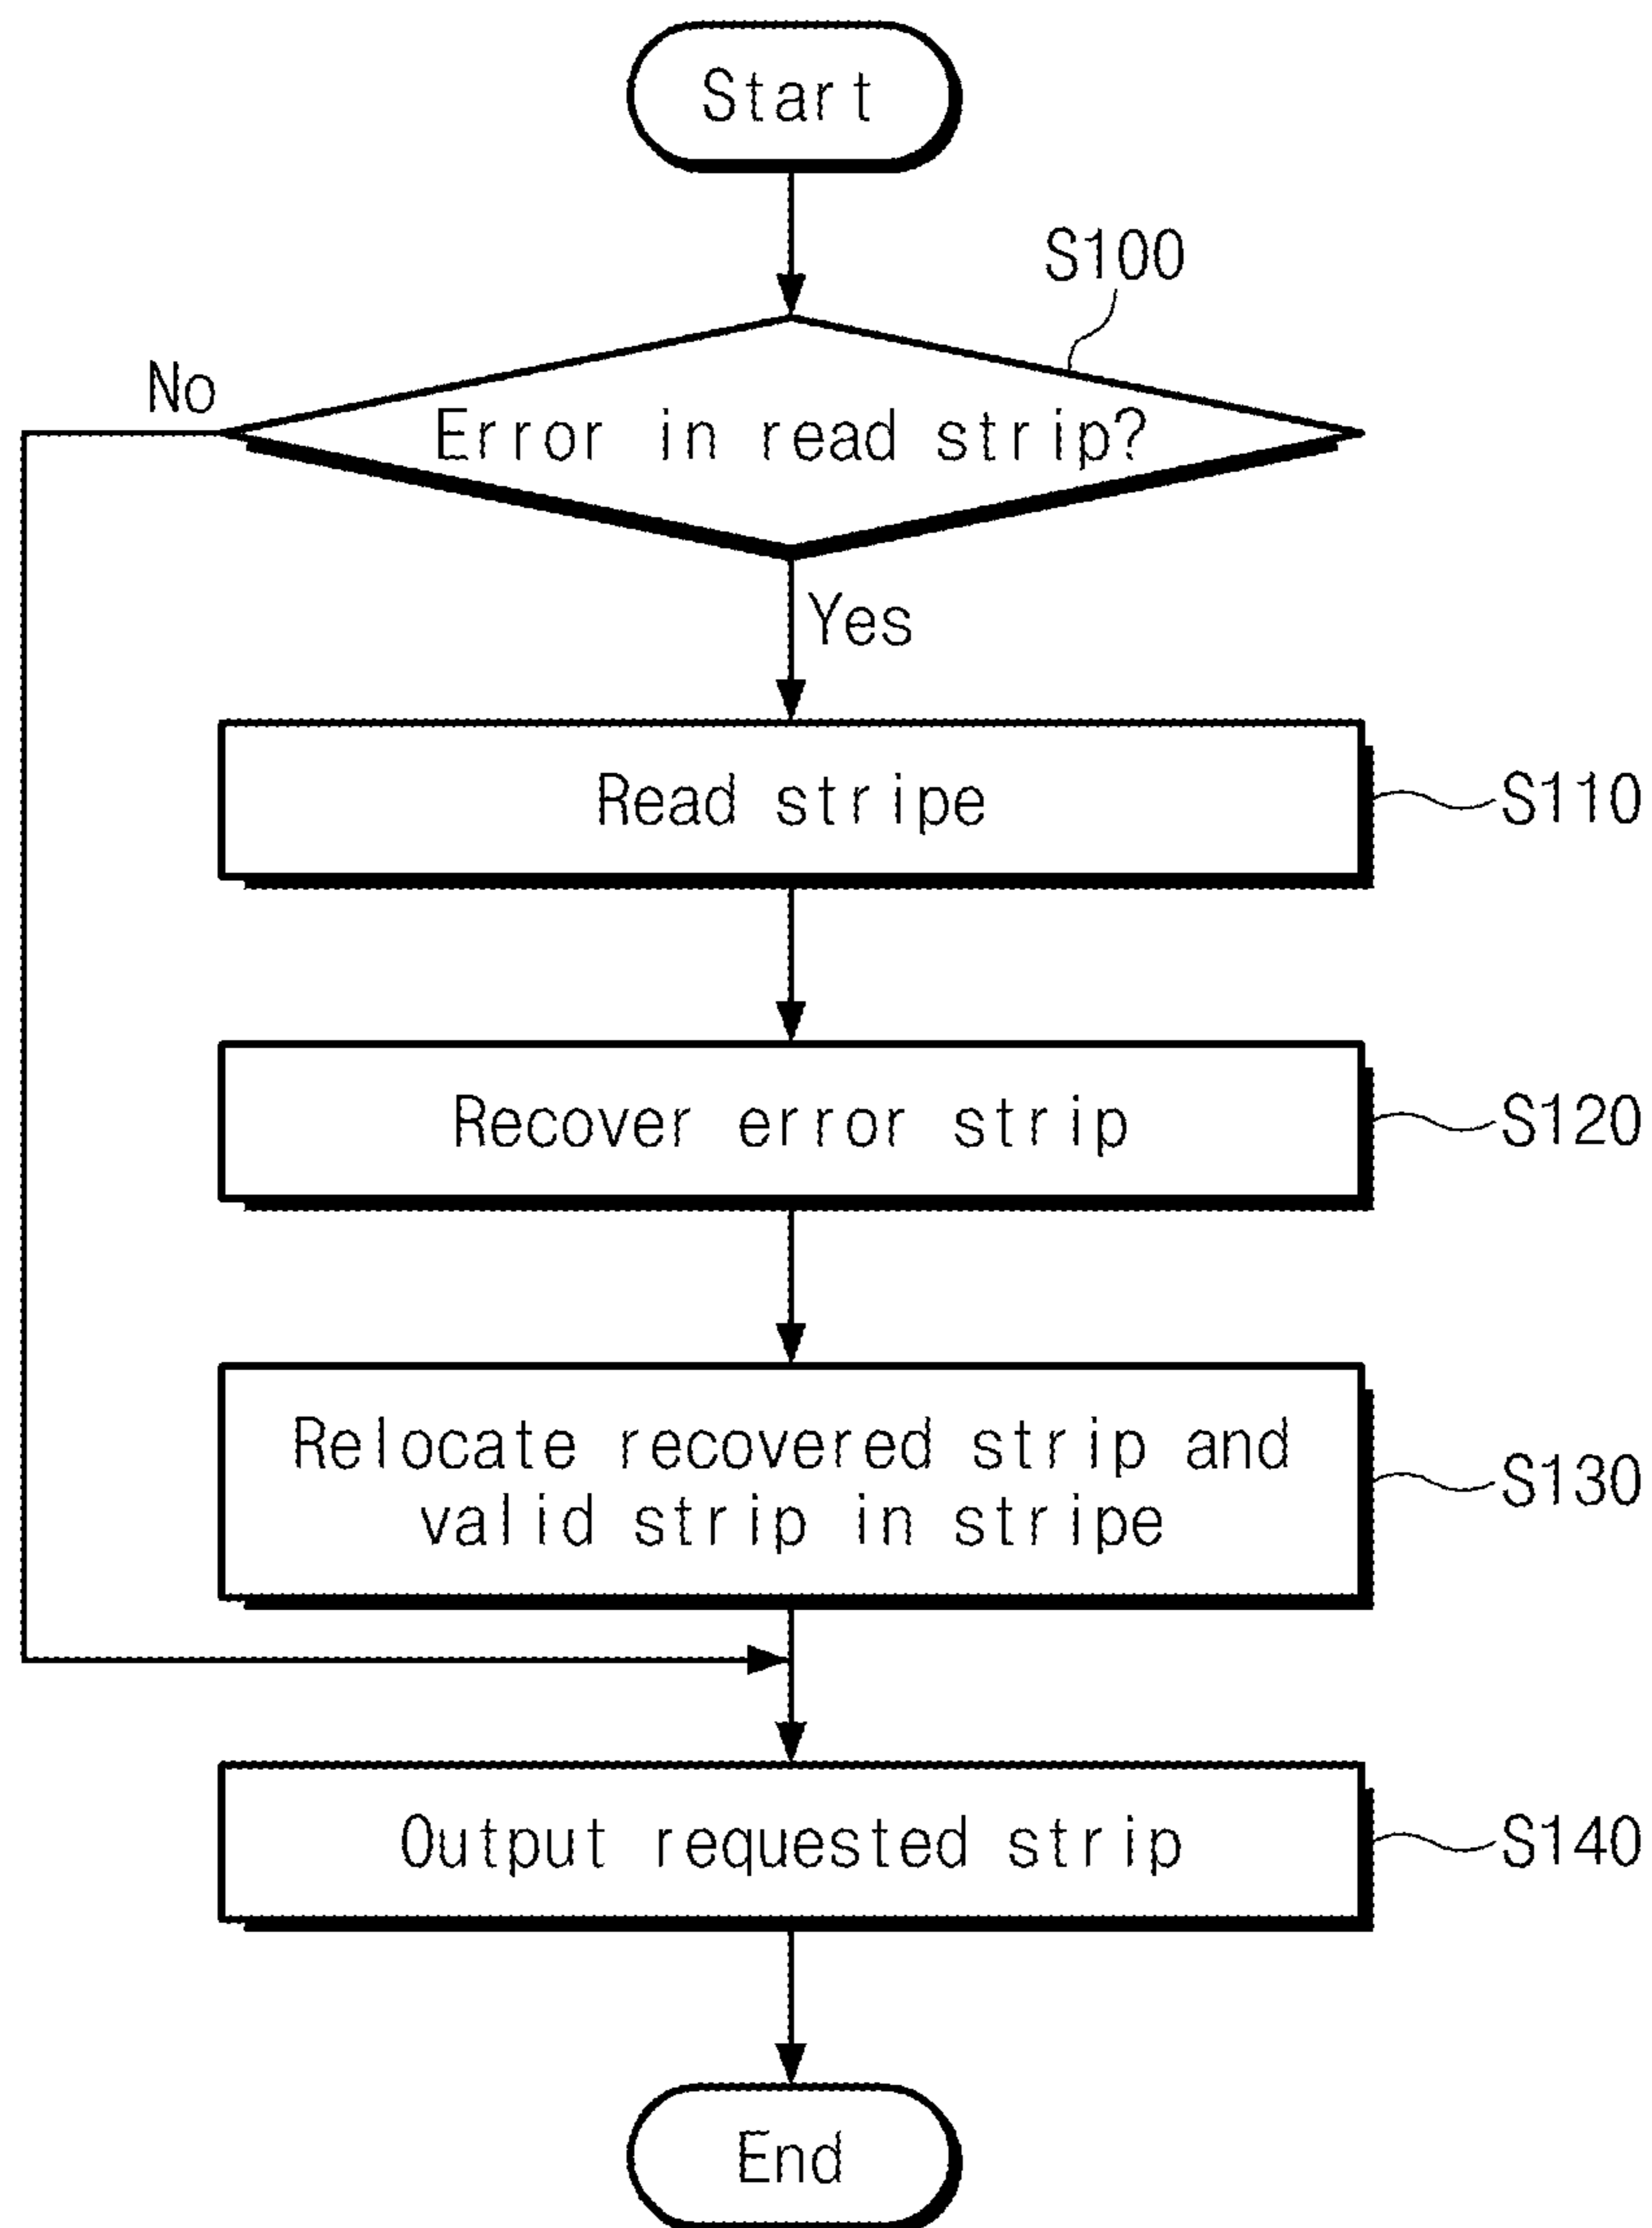 Start
S100
No
Error in read strip?
Yes
Read stripe
S110
Recover error strip
S120
Relocate recovered strip and
valid strip in stripe
S130
Output requested strip
S140
End